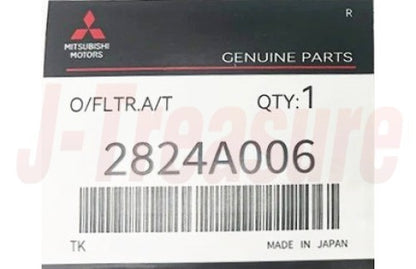 R
MITSUBISHI
MOTORS
GENUINE PARTS
O/FLTR.A/T QTY:1
2824A006
J-Treasure
TK MADE IN JAPAN